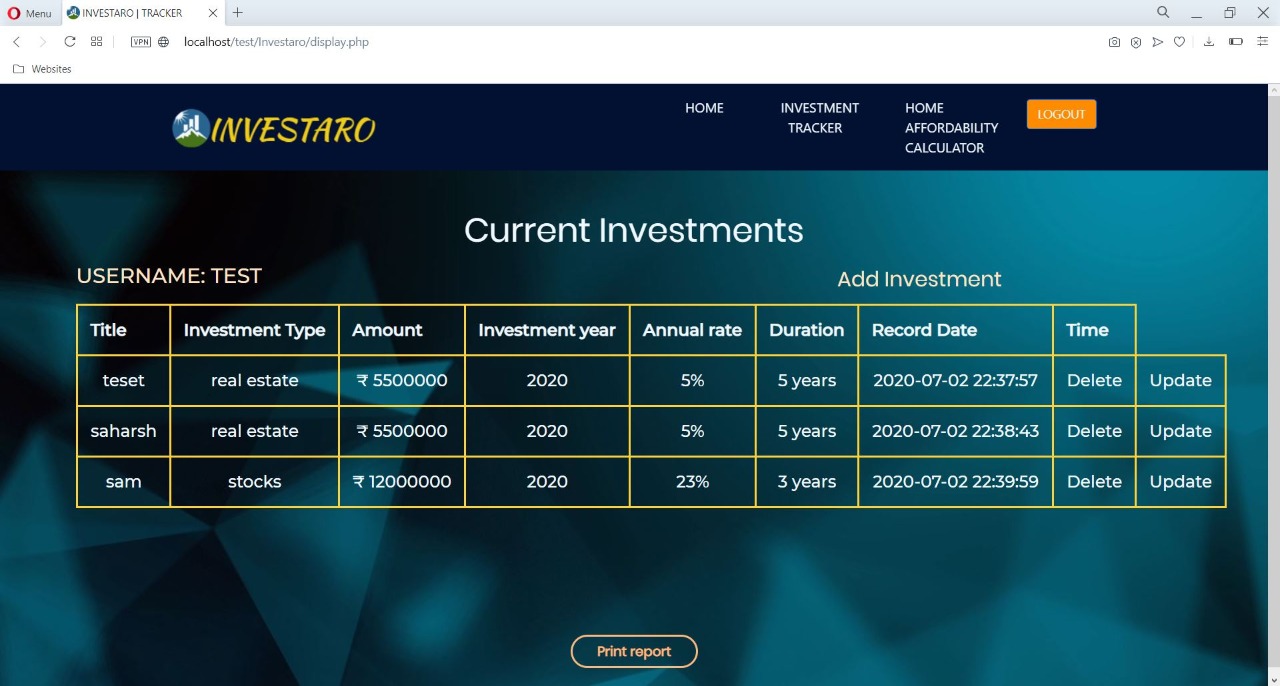 Menu INVESTARO | TRACKER
VPN localhost/test/Investaro/display.php
Websites
INVESTARO HOME INVESTMENT TRACKER HOME AFFORDABILITY CALCULATOR LOGOUT
Current Investments
USERNAME: TEST Add Investment
Title Investment Type Amount Investment year Annual rate Duration Record Date Time
teset real estate ₹ 5500000 2020 5% 5 years 2020-07-02 22:37:57 Delete Update
saharsh real estate ₹ 5500000 2020 5% 5 years 2020-07-02 22:38:43 Delete Update
sam stocks ₹ 12000000 2020 23% 3 years 2020-07-02 22:39:59 Delete Update
Print report